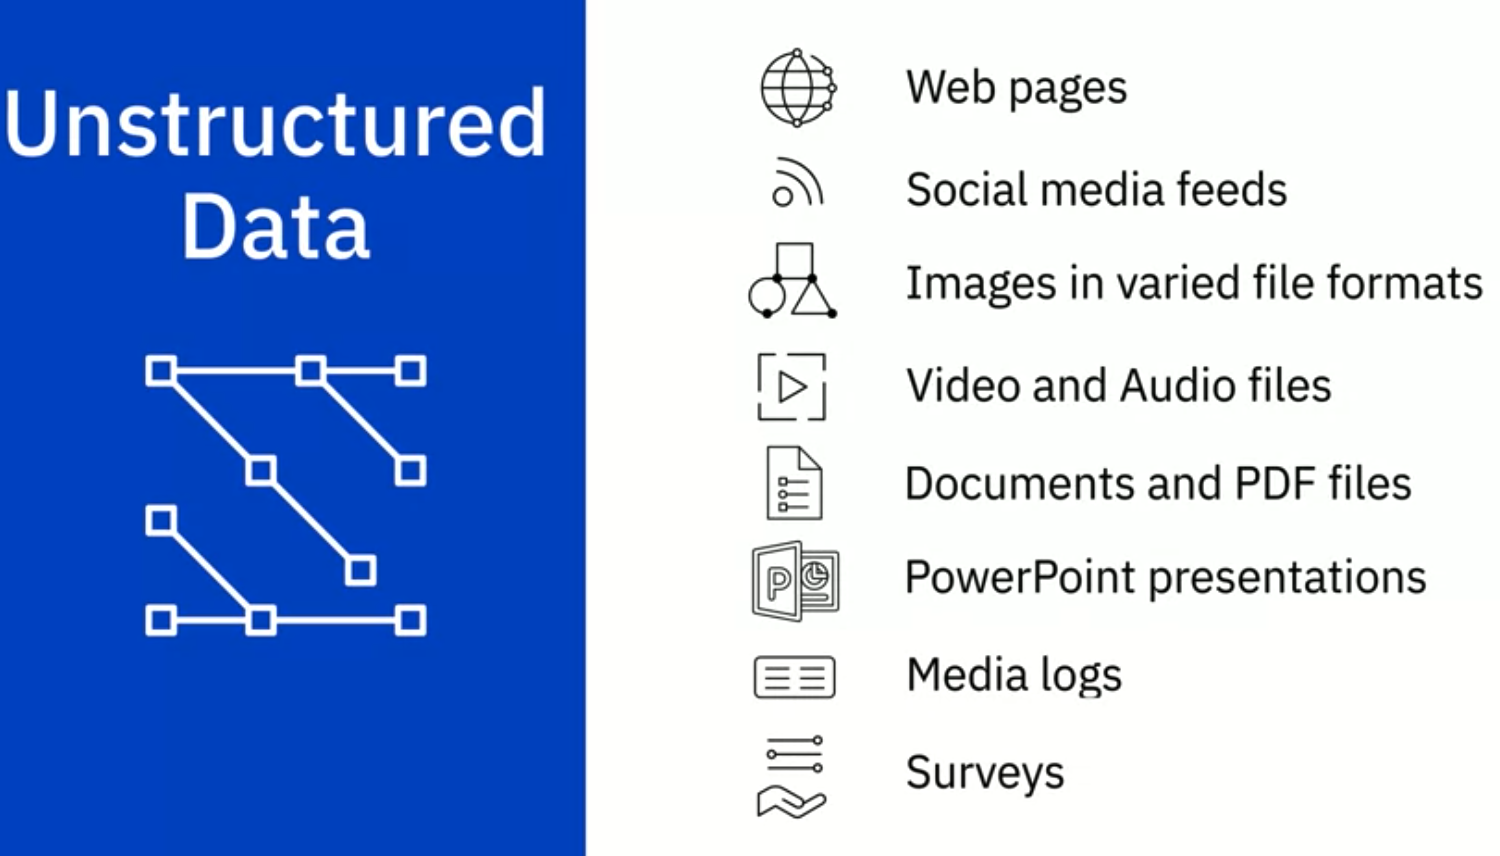 Unstructured
Data
Web pages
Social media feeds
Images in varied file formats
Video and Audio files
Documents and PDF files
P
PowerPoint presentations
Media logs
Surveys